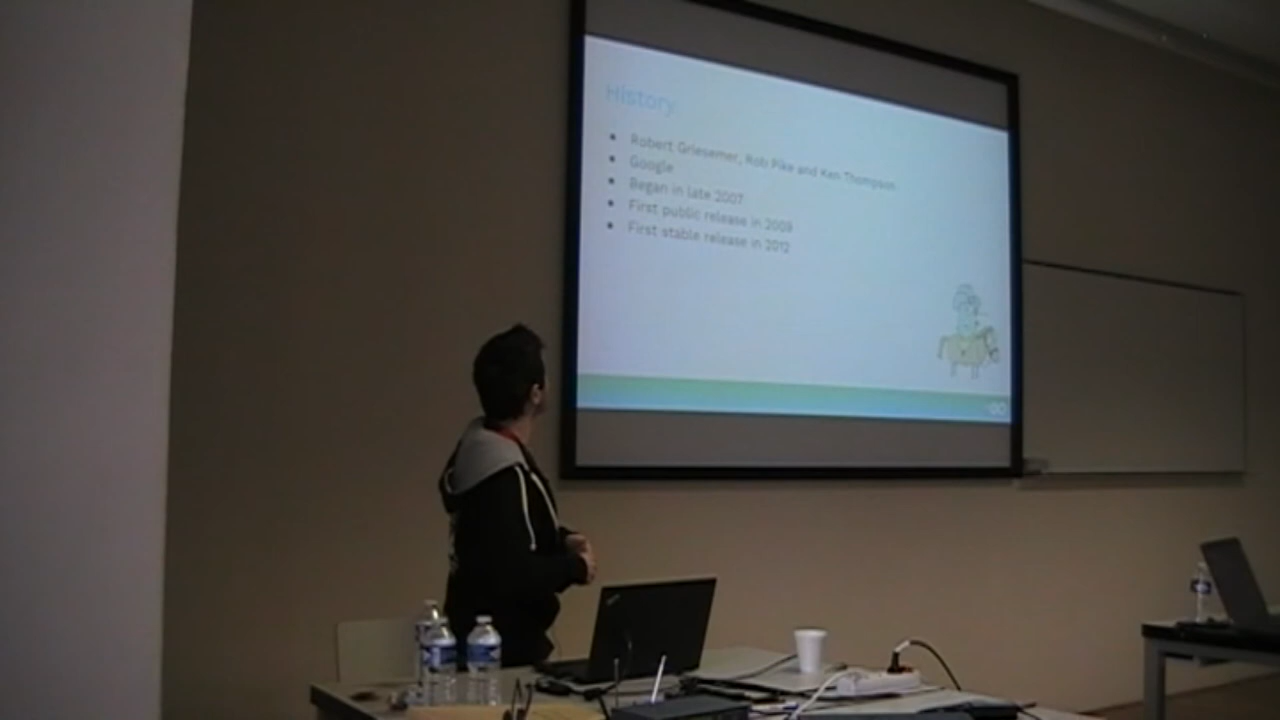 History
Robert Griesemer, Rob Pike and Ken Thompson
Google
Began in late 2007
First public release in 2009
First stable release in 2012